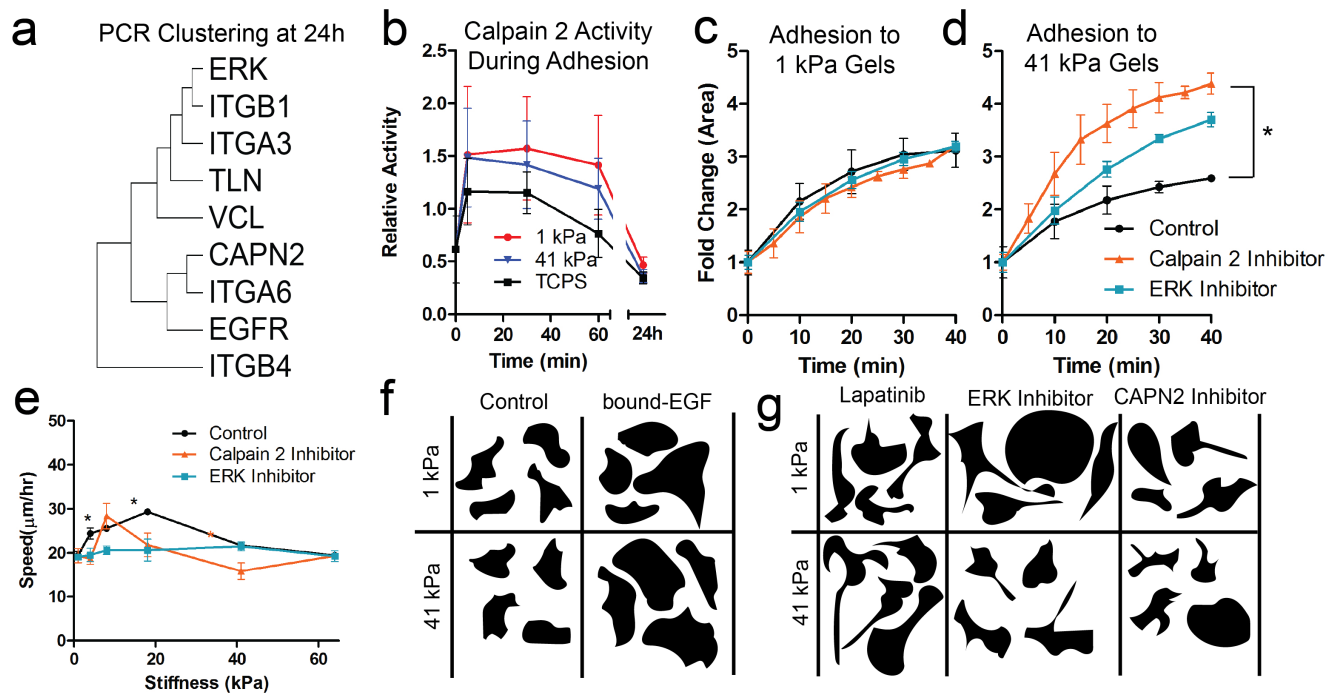 a
PCR Clustering at 24h
ERK
ITGB1
ITGA3
TLN
VCL
CAPN2
ITGA6
EGFR
ITGB4
b
Calpain 2 Activity
During Adhesion
Relative Activity
2.5
2.0
1.5
1.0
0.5
0.0
1 kPa
41 kPa
TCPS
0 20 40 60 24h
Time (min)
c
Adhesion to
1 kPa Gels
Fold Change (Area)
5
4
3
2
1
0
0 10 20 30 40
Time (min)
d
Adhesion to
41 kPa Gels
5
4
3
2
1
0
*
Control
Calpain 2 Inhibitor
ERK Inhibitor
0 10 20 30 40
Time (min)
e
Speed(μm/hr)
50
40
30
20
10
0
Control
Calpain 2 Inhibitor
ERK Inhibitor
* * *
0 20 40 60
Stiffness (kPa)
f
Control bound-EGF
1 kPa
41 kPa
g
Lapatinib ERK Inhibitor CAPN2 Inhibitor
1 kPa
41 kPa